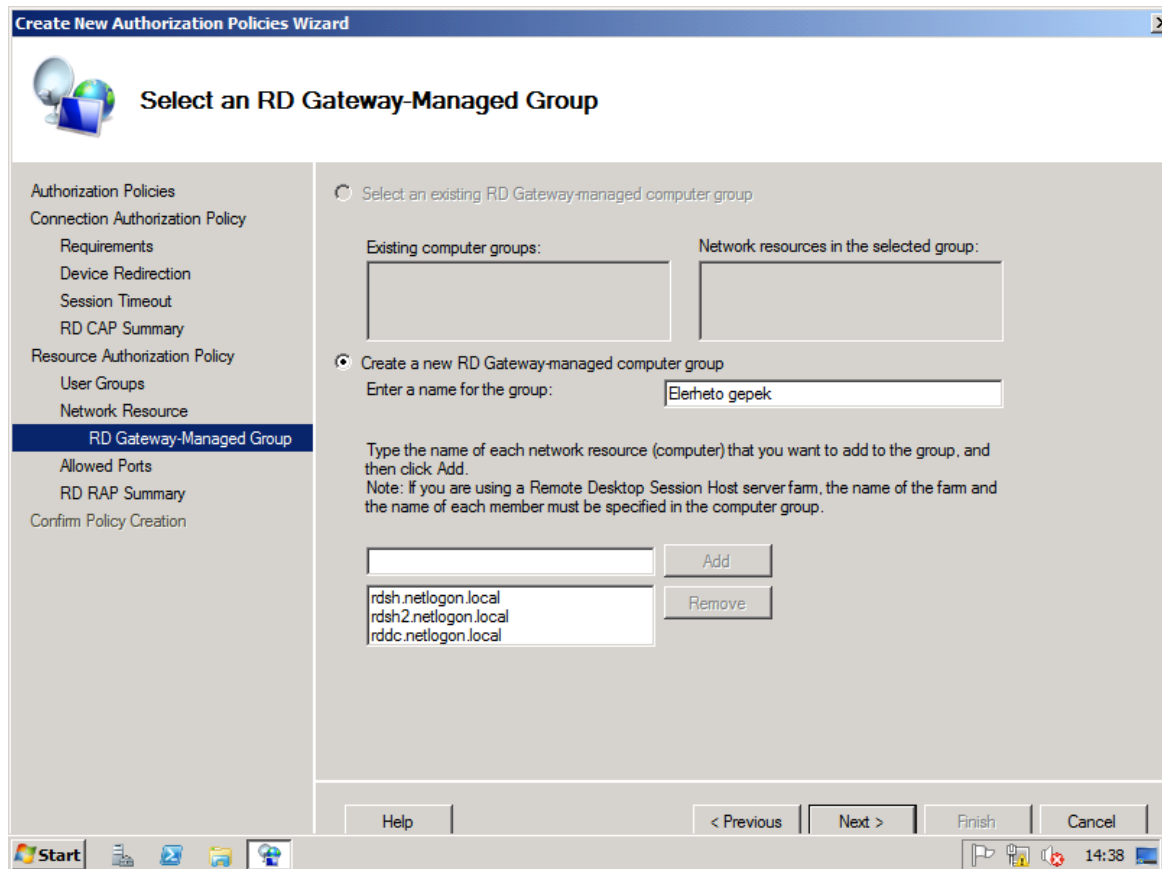 Create New Authorization Policies Wizard
Select an RD Gateway-Managed Group
Authorization Policies
Connection Authorization Policy
Requirements
Device Redirection
Session Timeout
RD CAP Summary
Resource Authorization Policy
User Groups
Network Resource
RD Gateway-Managed Group
Allowed Ports
RD RAP Summary
Confirm Policy Creation
Select an existing RD Gateway-managed computer group
Existing computer groups:
Network resources in the selected group:
Create a new RD Gateway-managed computer group
Enter a name for the group:
Elerheto gepek
Type the name of each network resource (computer) that you want to add to the group, and
then click Add.
Note: If you are using a Remote Desktop Session Host server farm, the name of the farm and
the name of each member must be specified in the computer group.
Add
rdsh.netlogon.local
rdsh2.netlogon.local
rddc.netlogon.local
Remove
Help
< Previous
Next >
Finish
Cancel
Start
14:38